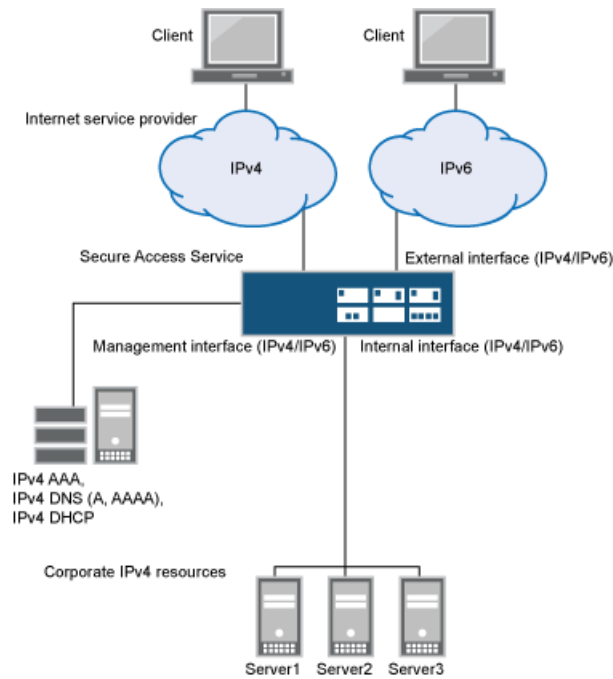 Client
Client
Internet service provider
IPv4
IPv6
Secure Access Service
External interface (IPv4/IPv6)
Management interface (IPv4/IPv6)
Internal interface (IPv4/IPv6)
IPv4 AAA,
IPv4 DNS (A, AAAA),
IPv4 DHCP
Corporate IPv4 resources
Server1
Server2
Server3